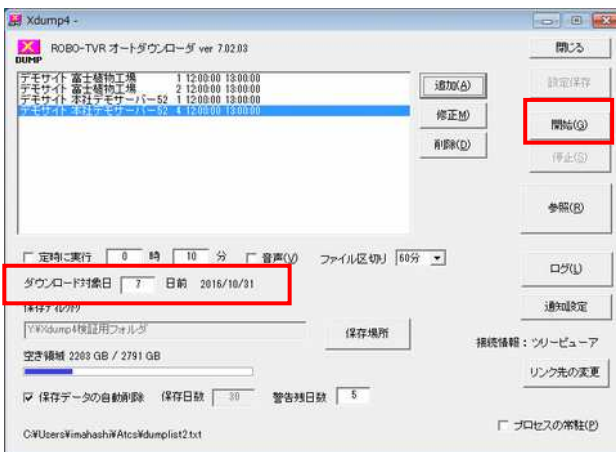 Xdump4 -
X DUMP
ROBO-TVR オートダウンローダ ver 7.02.03
閉じる
デモサイト 富士植物工場 1 12:00:00 13:00:00
デモサイト 富士植物工場 2 12:00:00 13:00:00
デモサイト 本社デモサーバー52 1 12:00:00 13:00:00
デモサイト 本社デモサーバー52 4 12:00:00 13:00:00
追加(A)
設定保存
修正M)
開始(G)
削除(D)
停止(S)
参照(R)
定時に実行 0 時 10 分 音声(V) ファイル区切り 60分
ログ(L)
ダウンロード対象日 7 日前 2016/10/31
保存ディレクトリ
通知設定
Y:¥Xdump4検証用フォルダ
保存場所
接続情報：ツリービューア
空き領域 2203 GB / 2791 GB
リンク先の変更
保存データの自動削除 保存日数 30 警告残日数 5
プロセスの常駐(P)
C:¥Users¥imahashi¥Atcs¥dumplist2.txt